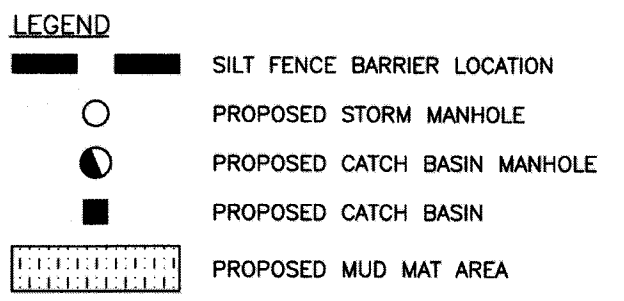 LEGEND
SILT FENCE BARRIER LOCATION
PROPOSED STORM MANHOLE
PROPOSED CATCH BASIN MANHOLE
PROPOSED CATCH BASIN
PROPOSED MUD MAT AREA